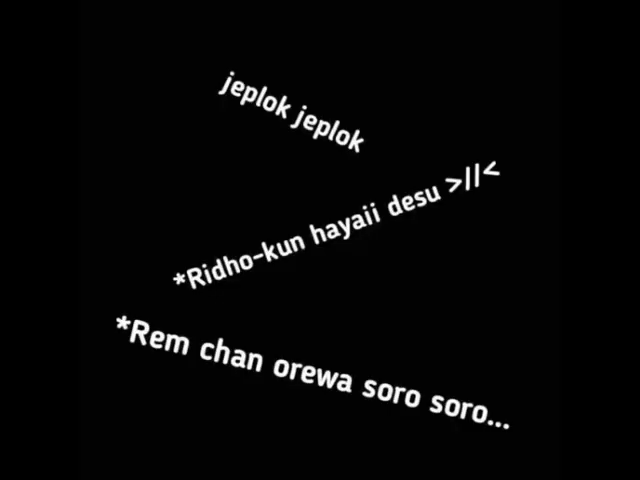 jeplok jeplok
*Ridho-kun hayaii desu >//<
*Rem chan orewa soro soro...